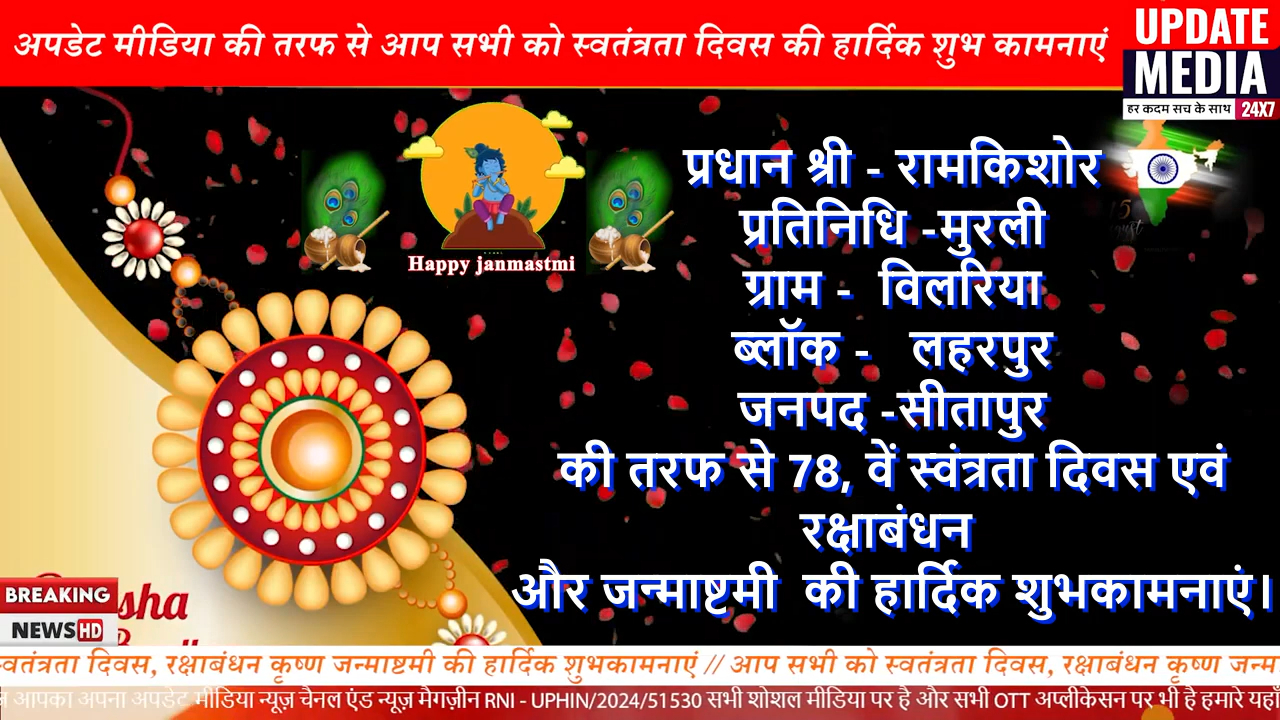 अपडेट मीडिया की तरफ से आप सभी को स्वतंत्रता दिवस की हार्दिक शुभ कामनाएं
UPDATE
MEDIA
हर कदम सच के साथ 24X7
Happy janmastmi
प्रधान श्री - रामकिशोर
प्रतिनिधि -मुरली
ग्राम - विलरिया
ब्लॉक - लहरपुर
जनपद -सीतापुर
की तरफ से 78, वें स्वंत्रता दिवस एवं
रक्षाबंधन
और जन्माष्टमी की हार्दिक शुभकामनाएं।
BREAKING
NEWS HD
स्वतंत्रता दिवस, रक्षाबंधन कृष्ण जन्माष्टमी की हार्दिक शुभकामनाएं // आप सभी को स्वतंत्रता दिवस, रक्षाबंधन कृष्ण जन्म
आपका अपना अपडेट मीडिया न्यूज़ चैनल एंड न्यूज़ मैगज़ीन RNI - UPHIN/2024/51530 सभी शोशल मीडिया पर है और सभी OTT अप्लीकेसन पर भी है हमारे यहाँ